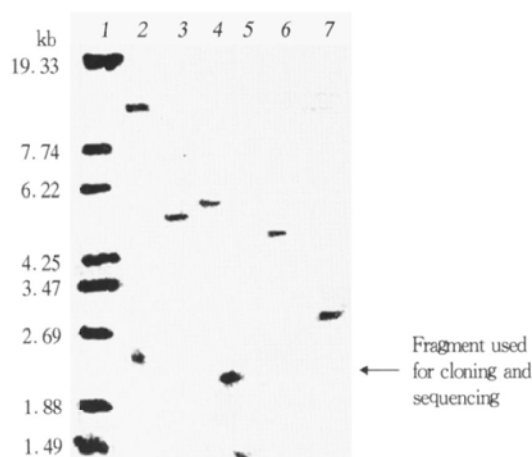 kb
1 2 3 4 5 6 7
19.33
7.74
6.22
4.25
3.47
2.69
1.88
1.49
Fragment used
for cloning and
sequencing